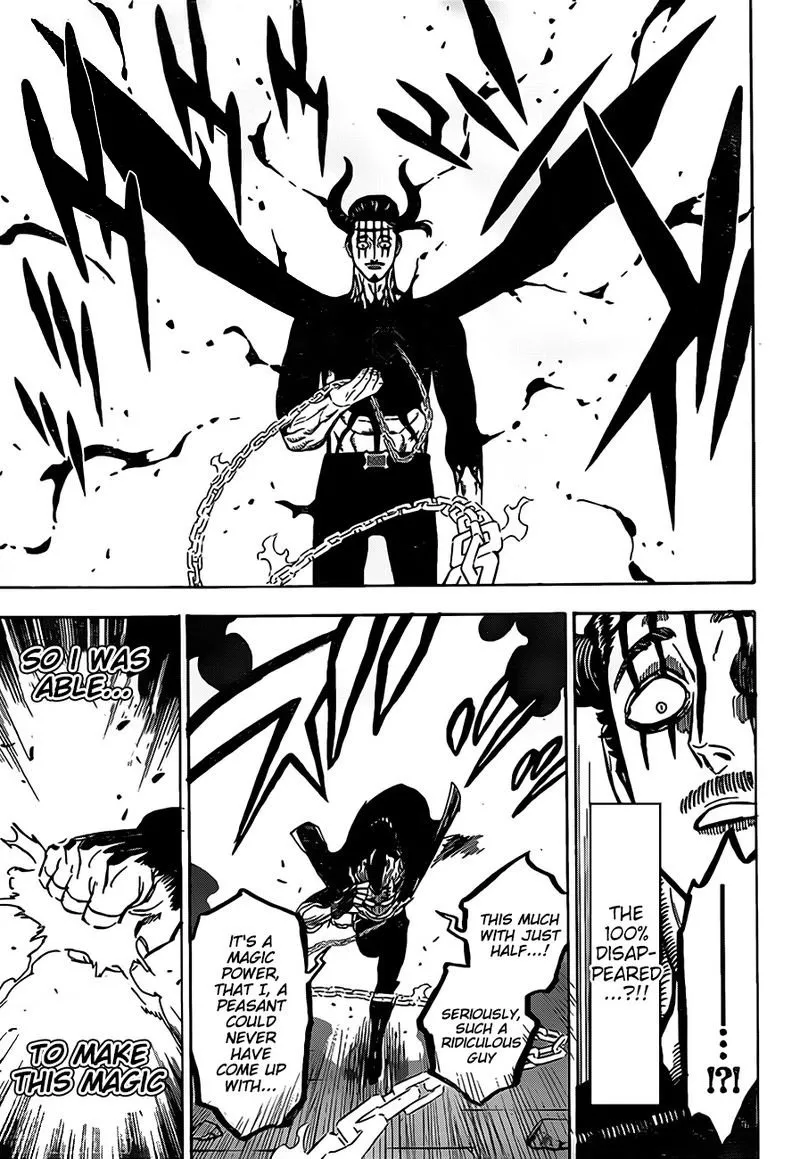 ......!?!
THE
100%
DISAP-
PEARED
...?!!
THIS MUCH
WITH JUST
HALF...!
SERIOUSLY,
SUCH A
RIDICULOUS
GUY
IT'S A
MAGIC
POWER,
THAT I, A
PEASANT
COULD
NEVER
HAVE
COME UP
WITH...
SO I WAS
ABLE...
TO MAKE
THIS MAGIC